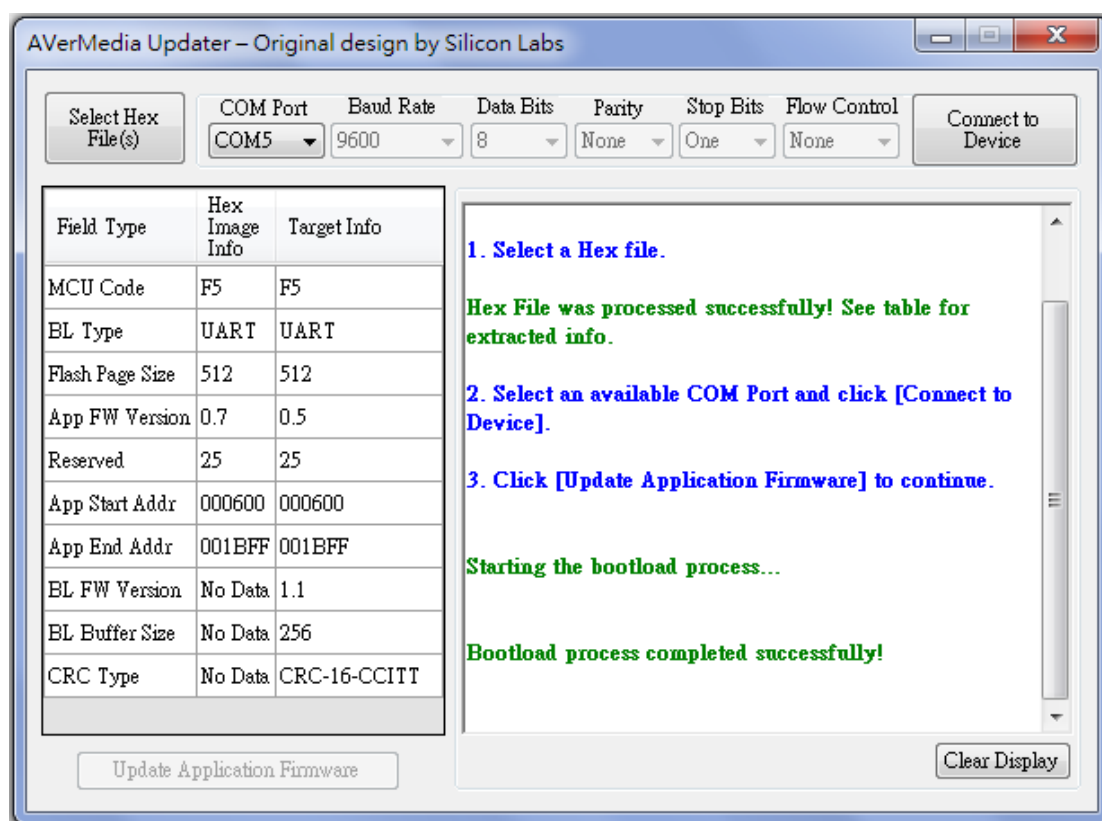 AVerMedia Updater – Original design by Silicon Labs
Select Hex
File(s)
COM Port Baud Rate Data Bits Parity Stop Bits Flow Control
COM5 9600 8 None One None
Connect to
Device
Field Type Hex Image Info Target Info
MCU Code F5 F5
BL Type UART UART
Flash Page Size 512 512
App FW Version 0.7 0.5
Reserved 25 25
App Start Addr 000600 000600
App End Addr 001BFF 001BFF
BL FW Version No Data 1.1
BL Buffer Size No Data 256
CRC Type No Data CRC-16-CCITT
Update Application Firmware
1. Select a Hex file.
Hex File was processed successfully! See table for
extracted info.
2. Select an available COM Port and click [Connect to
Device].
3. Click [Update Application Firmware] to continue.
Starting the bootload process...
Bootload process completed successfully!
Clear Display